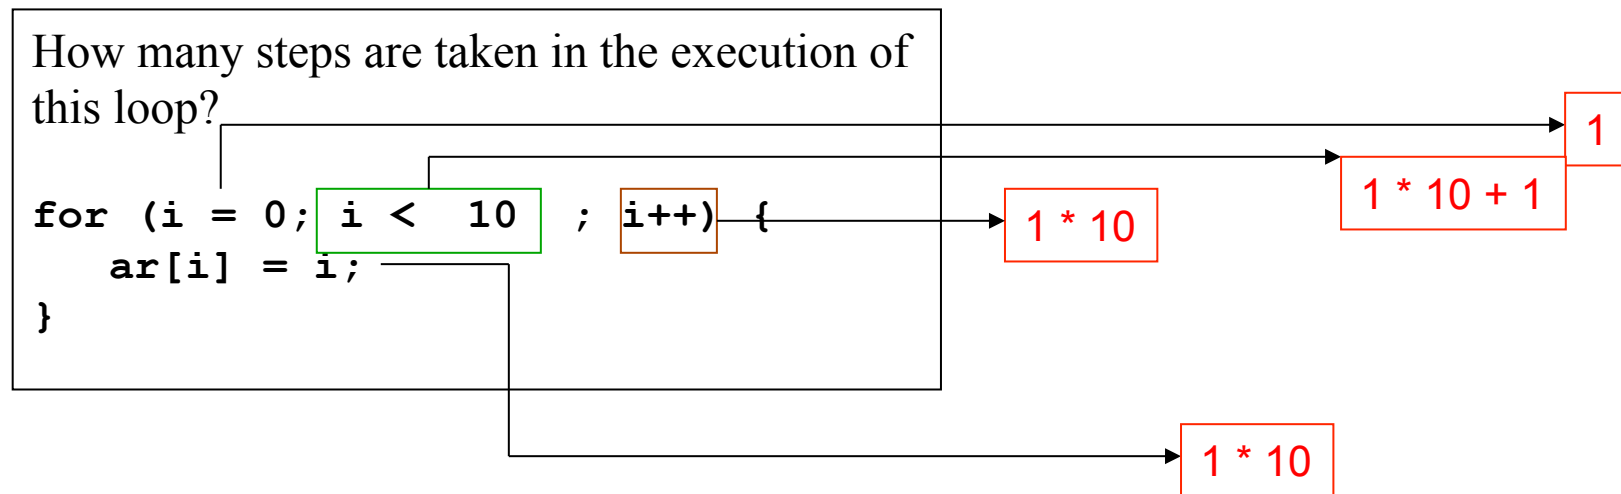 How many steps are taken in the execution of
this loop?
1
1 * 10 + 1
for (i = 0; i < 10 ; i++) {
1 * 10
ar[i] = i;
}
1 * 10